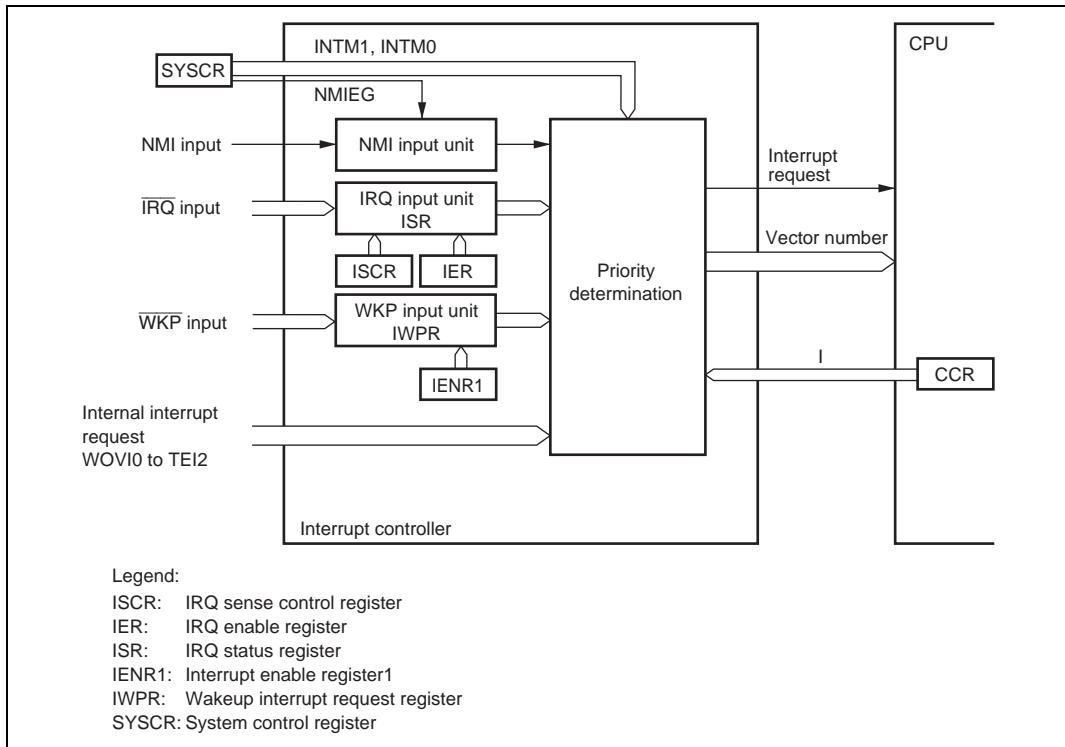 INTM1, INTM0
CPU
SYSCR
NMIEG
NMI input
NMI input unit
Interrupt
request
IRQ input
IRQ input unit
ISR
Vector number
ISCR
IER
Priority
determination
WKP input
WKP input unit
IWPR
I
CCR
IENR1
Internal interrupt
request
WOVI0 to TEI2
Interrupt controller
Legend:
ISCR: IRQ sense control register
IER: IRQ enable register
ISR: IRQ status register
IENR1: Interrupt enable register1
IWPR: Wakeup interrupt request register
SYSCR: System control register